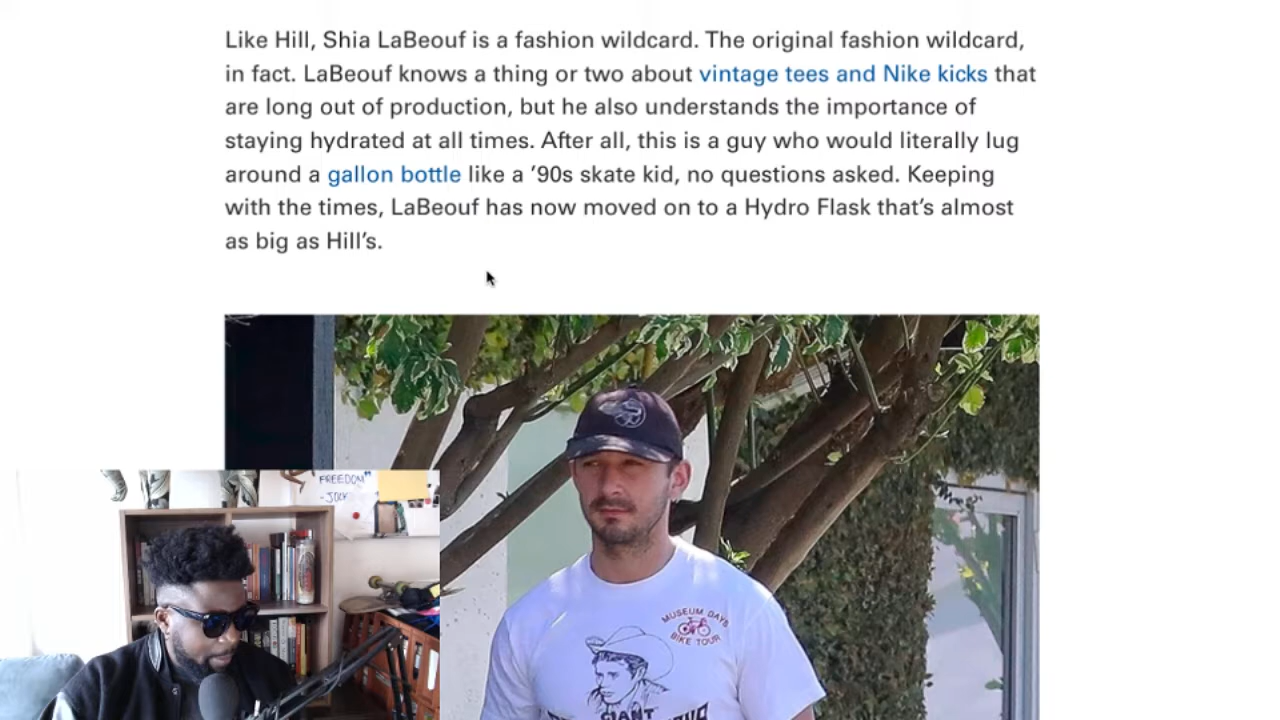 Like Hill, Shia LaBeouf is a fashion wildcard. The original fashion wildcard,
in fact. LaBeouf knows a thing or two about vintage tees and Nike kicks that
are long out of production, but he also understands the importance of
staying hydrated at all times. After all, this is a guy who would literally lug
around a gallon bottle like a ’90s skate kid, no questions asked. Keeping
with the times, LaBeouf has now moved on to a Hydro Flask that’s almost
as big as Hill’s.
FREEDOM"
MUSEUM DAYS
BIKE TOUR
GIANT